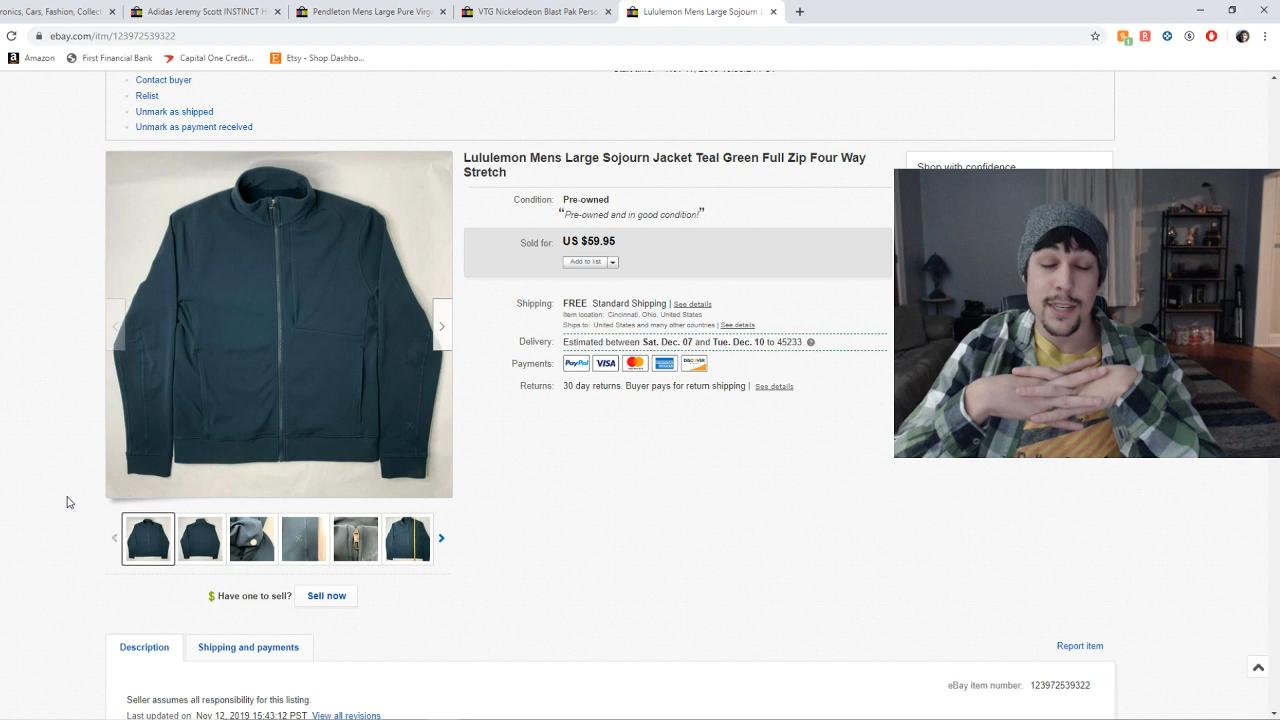 ronics, Cars, Fashion, Collect
Adidas Jeremy Scott INSTINCT H
Pendleton Mens Large Pure Virg
VTG Nickelodeon Blast Pak Perso
Lululemon Mens Large Sojourn J
ebay.com/itm/123972539322
Amazon
First Financial Bank
Capital One Credit...
Etsy - Shop Dashbo...
Contact buyer
Relist
Unmark as shipped
Unmark as payment received
Lululemon Mens Large Sojourn Jacket Teal Green Full Zip Four Way
Stretch
Shop with confidence
Condition: Pre-owned
“Pre-owned and in good condition!”
Sold for: US $59.95
Add to list
Shipping: FREE Standard Shipping | See details
Item location: Cincinnati, Ohio, United States
Ships to: United States and many other countries | See details
Delivery: Estimated between Sat. Dec. 07 and Tue. Dec. 10 to 45233
Payments: PayPal VISA MasterCard AMERICAN EXPRESS DISCOVER
Returns: 30 day returns. Buyer pays for return shipping | See details
$ Have one to sell? Sell now
Description
Shipping and payments
Report item
eBay item number: 123972539322
Seller assumes all responsibility for this listing.
Last updated on Nov 12, 2019 15:43:12 PST View all revisions